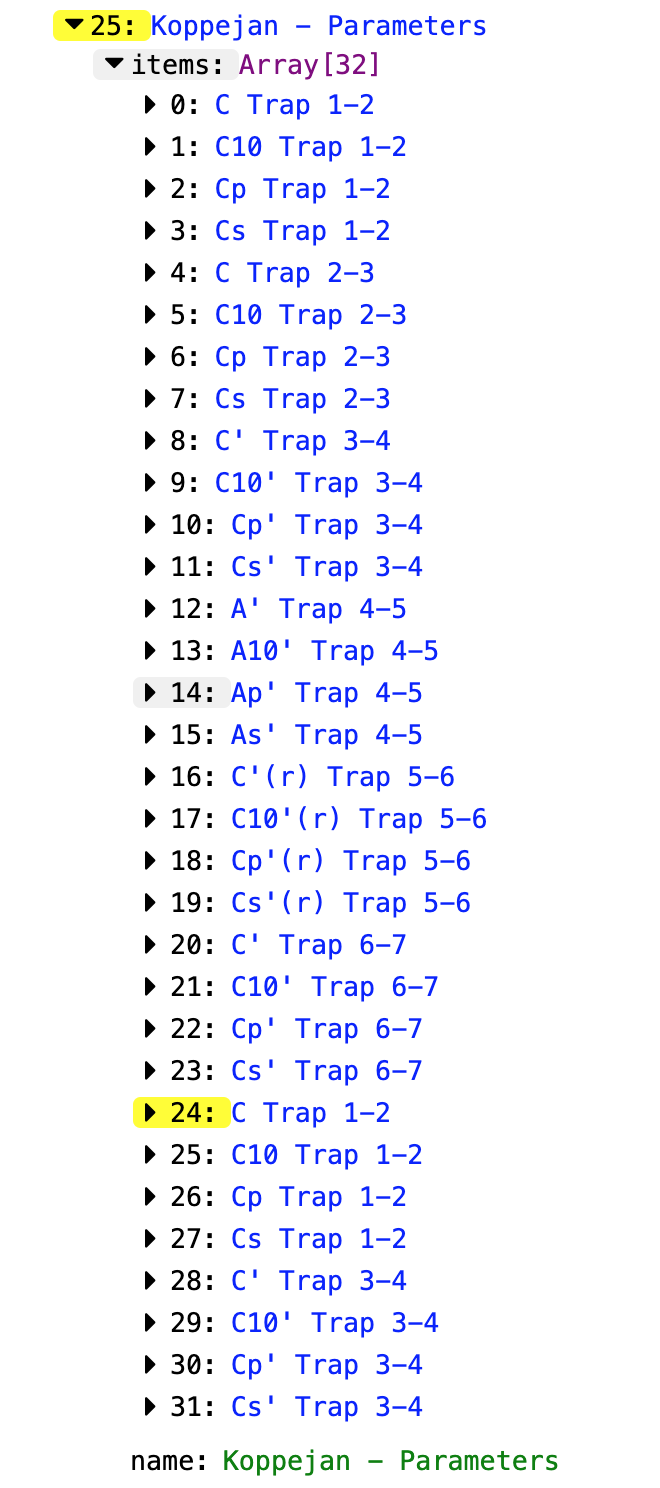 25: Koppejan - Parameters
items: Array[32]
0: C Trap 1-2
1: C10 Trap 1-2
2: Cp Trap 1-2
3: Cs Trap 1-2
4: C Trap 2-3
5: C10 Trap 2-3
6: Cp Trap 2-3
7: Cs Trap 2-3
8: C' Trap 3-4
9: C10' Trap 3-4
10: Cp' Trap 3-4
11: Cs' Trap 3-4
12: A' Trap 4-5
13: A10' Trap 4-5
14: Ap' Trap 4-5
15: As' Trap 4-5
16: C'(r) Trap 5-6
17: C10'(r) Trap 5-6
18: Cp'(r) Trap 5-6
19: Cs'(r) Trap 5-6
20: C' Trap 6-7
21: C10' Trap 6-7
22: Cp' Trap 6-7
23: Cs' Trap 6-7
24: C Trap 1-2
25: C10 Trap 1-2
26: Cp Trap 1-2
27: Cs Trap 1-2
28: C' Trap 3-4
29: C10' Trap 3-4
30: Cp' Trap 3-4
31: Cs' Trap 3-4
name: Koppejan - Parameters